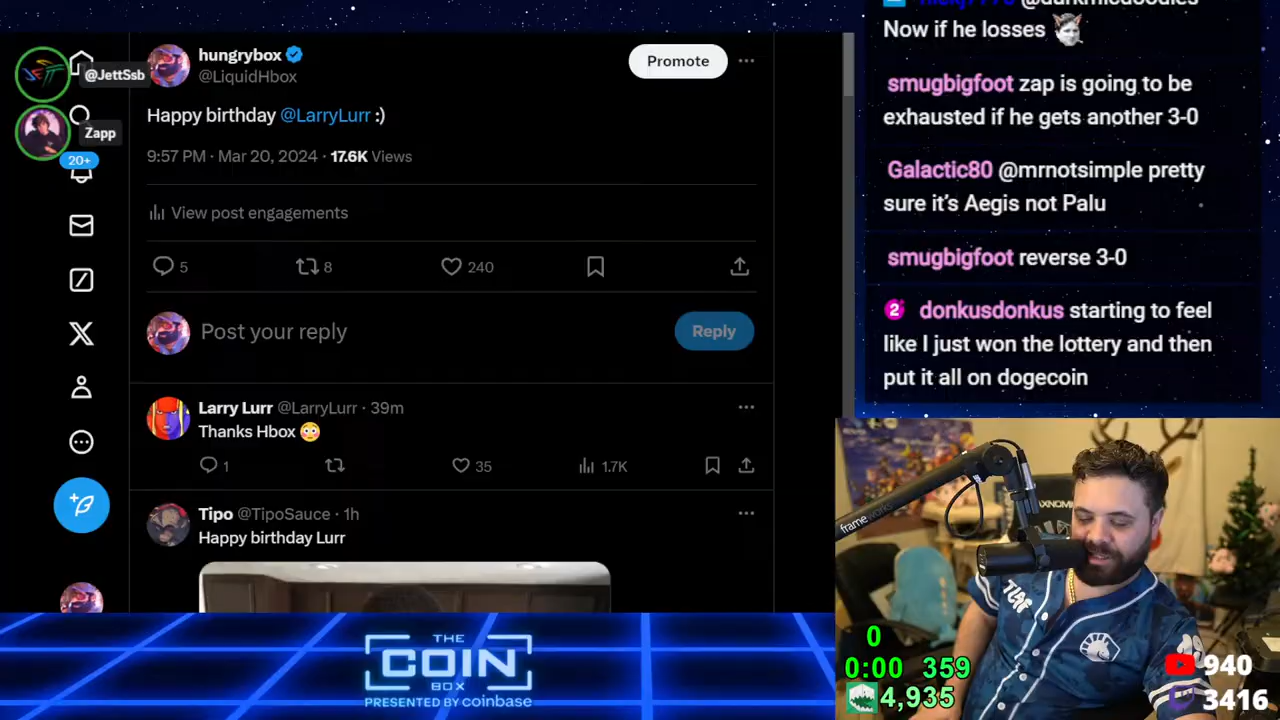 hungrybox
@LiquidHbox
Promote
Happy birthday @LarryLurr :)
9:57 PM · Mar 20, 2024 · 17.6K Views
View post engagements
5
8
240
Post your reply
Reply
Larry Lurr @LarryLurr · 39m
Thanks Hbox 😳
1
35
1.7K
Tipo @TipoSauce · 1h
Happy birthday Lurr
@JettSsb
Zapp
20+
THE
COIN
BOX
PRESENTED BY coinbase
Now if he losses
smugbigfoot zap is going to be
exhausted if he gets another 3-0
Galactic80 @mrnotsimple pretty
sure it's Aegis not Palu
smugbigfoot reverse 3-0
2 donkusdonkus starting to feel
like I just won the lottery and then
put it all on dogecoin
frameworks
0
0:00 359
4,935
940
3416